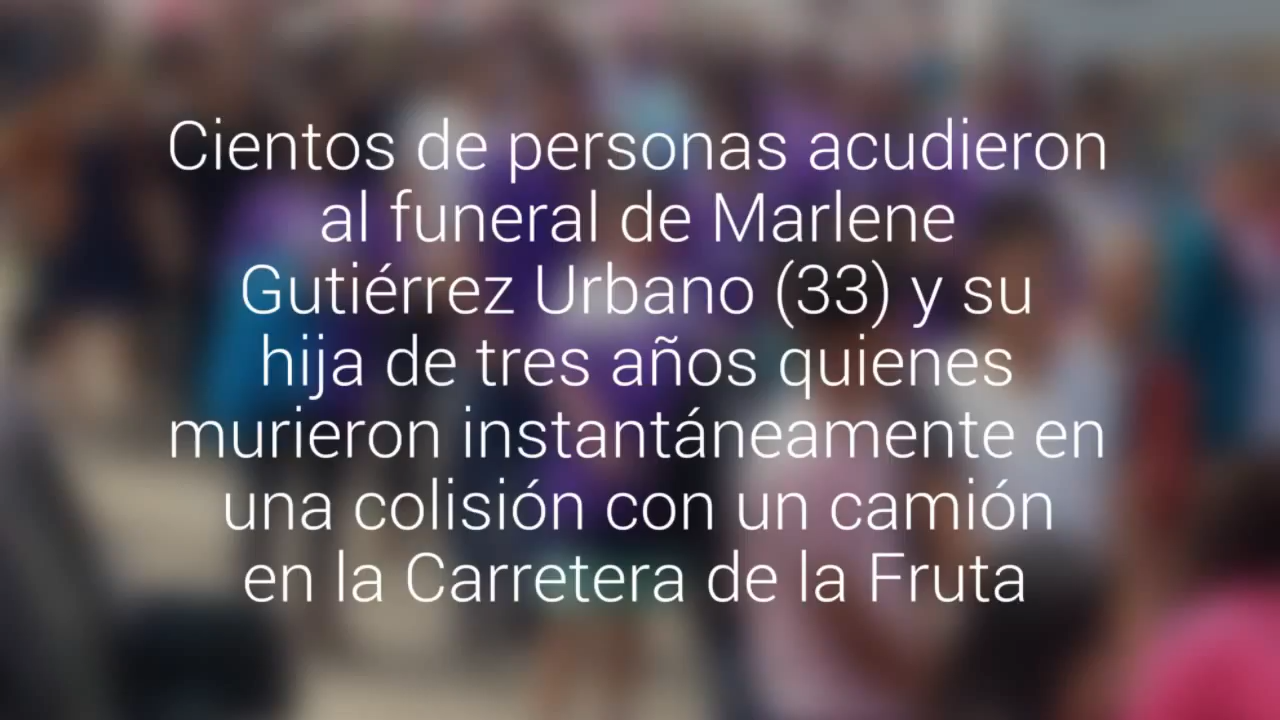 Cientos de personas acudieron
al funeral de Marlene
Gutiérrez Urbano (33) y su
hija de tres años quienes
murieron instantáneamente en
una colisión con un camión
en la Carretera de la Fruta